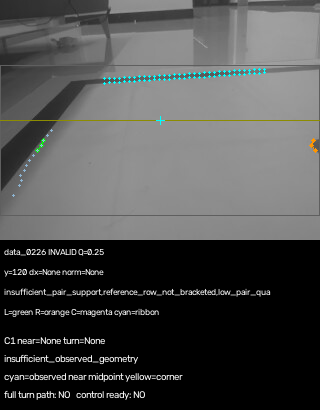 data_0226 INVALID Q=0.25
y=120 dx=None norm=None
insufficient_pair_support,reference_row_not_bracketed,low_pair_qua
L=green R=orange C=magenta cyan=ribbon
C1 near=None turn=None
insufficient_observed_geometry
cyan=observed near midpoint yellow=corner
full turn path: NO control ready: NO